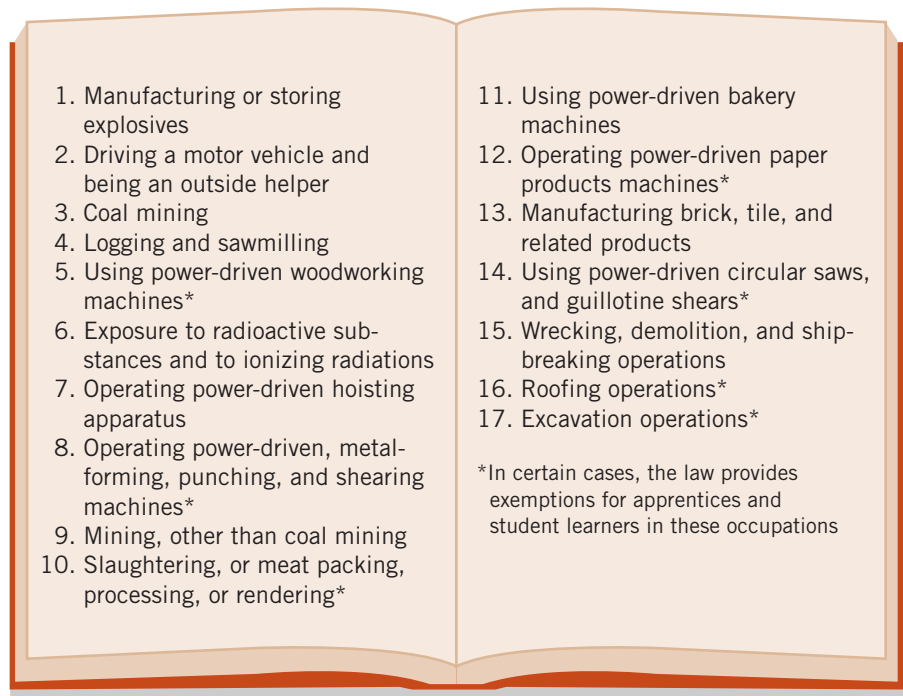 1. Manufacturing or storing
explosives
2. Driving a motor vehicle and
being an outside helper
3. Coal mining
4. Logging and sawmilling
5. Using power-driven woodworking
machines*
6. Exposure to radioactive sub-
stances and to ionizing radiations
7. Operating power-driven hoisting
apparatus
8. Operating power-driven, metal-
forming, punching, and shearing
machines*
9. Mining, other than coal mining
10. Slaughtering, or meat packing,
processing, or rendering*
11. Using power-driven bakery
machines
12. Operating power-driven paper
products machines*
13. Manufacturing brick, tile, and
related products
14. Using power-driven circular saws,
and guillotine shears*
15. Wrecking, demolition, and ship-
breaking operations
16. Roofing operations*
17. Excavation operations*
*In certain cases, the law provides
exemptions for apprentices and
student learners in these occupations